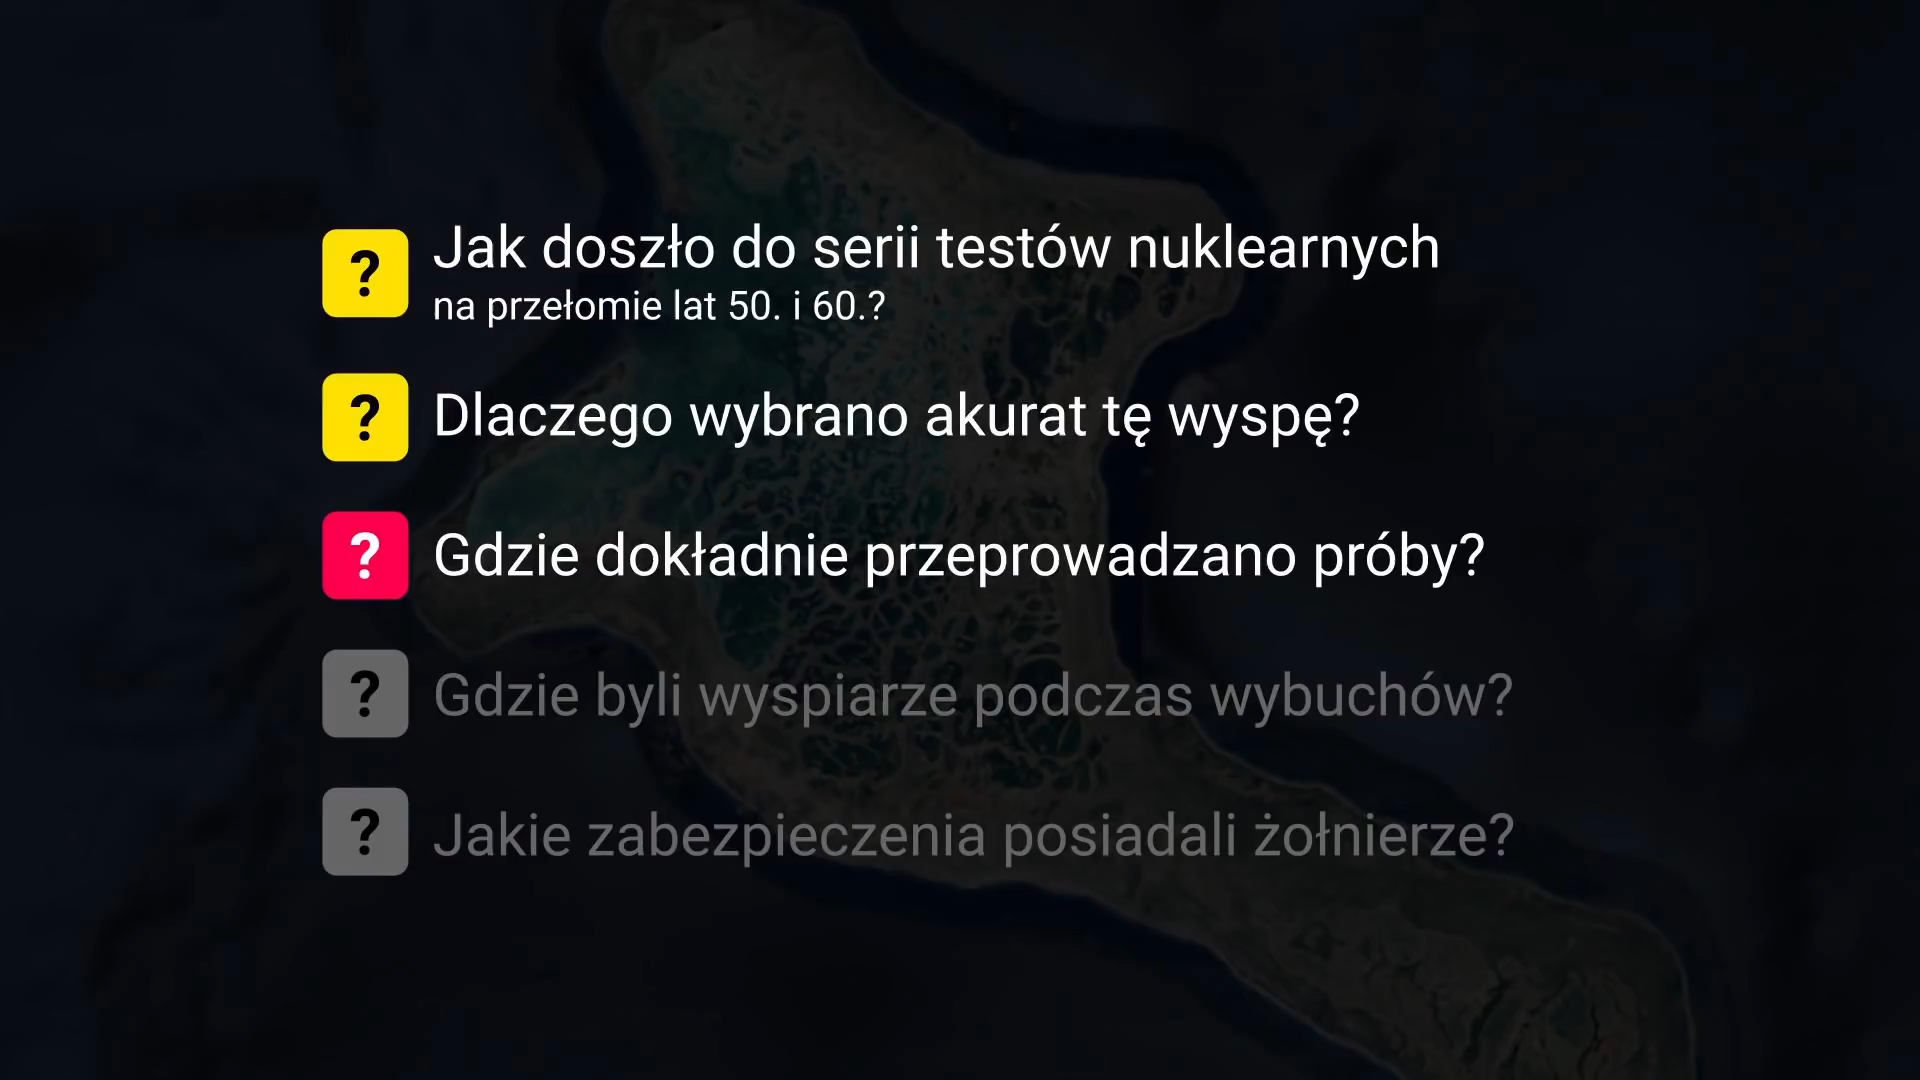 ? Jak doszło do serii testów nuklearnych
na przełomie lat 50. i 60.?
? Dlaczego wybrano akurat tę wyspę?
? Gdzie dokładnie przeprowadzano próby?
? Gdzie byli wyspiarze podczas wybuchów?
? Jakie zabezpieczenia posiadali żołnierze?